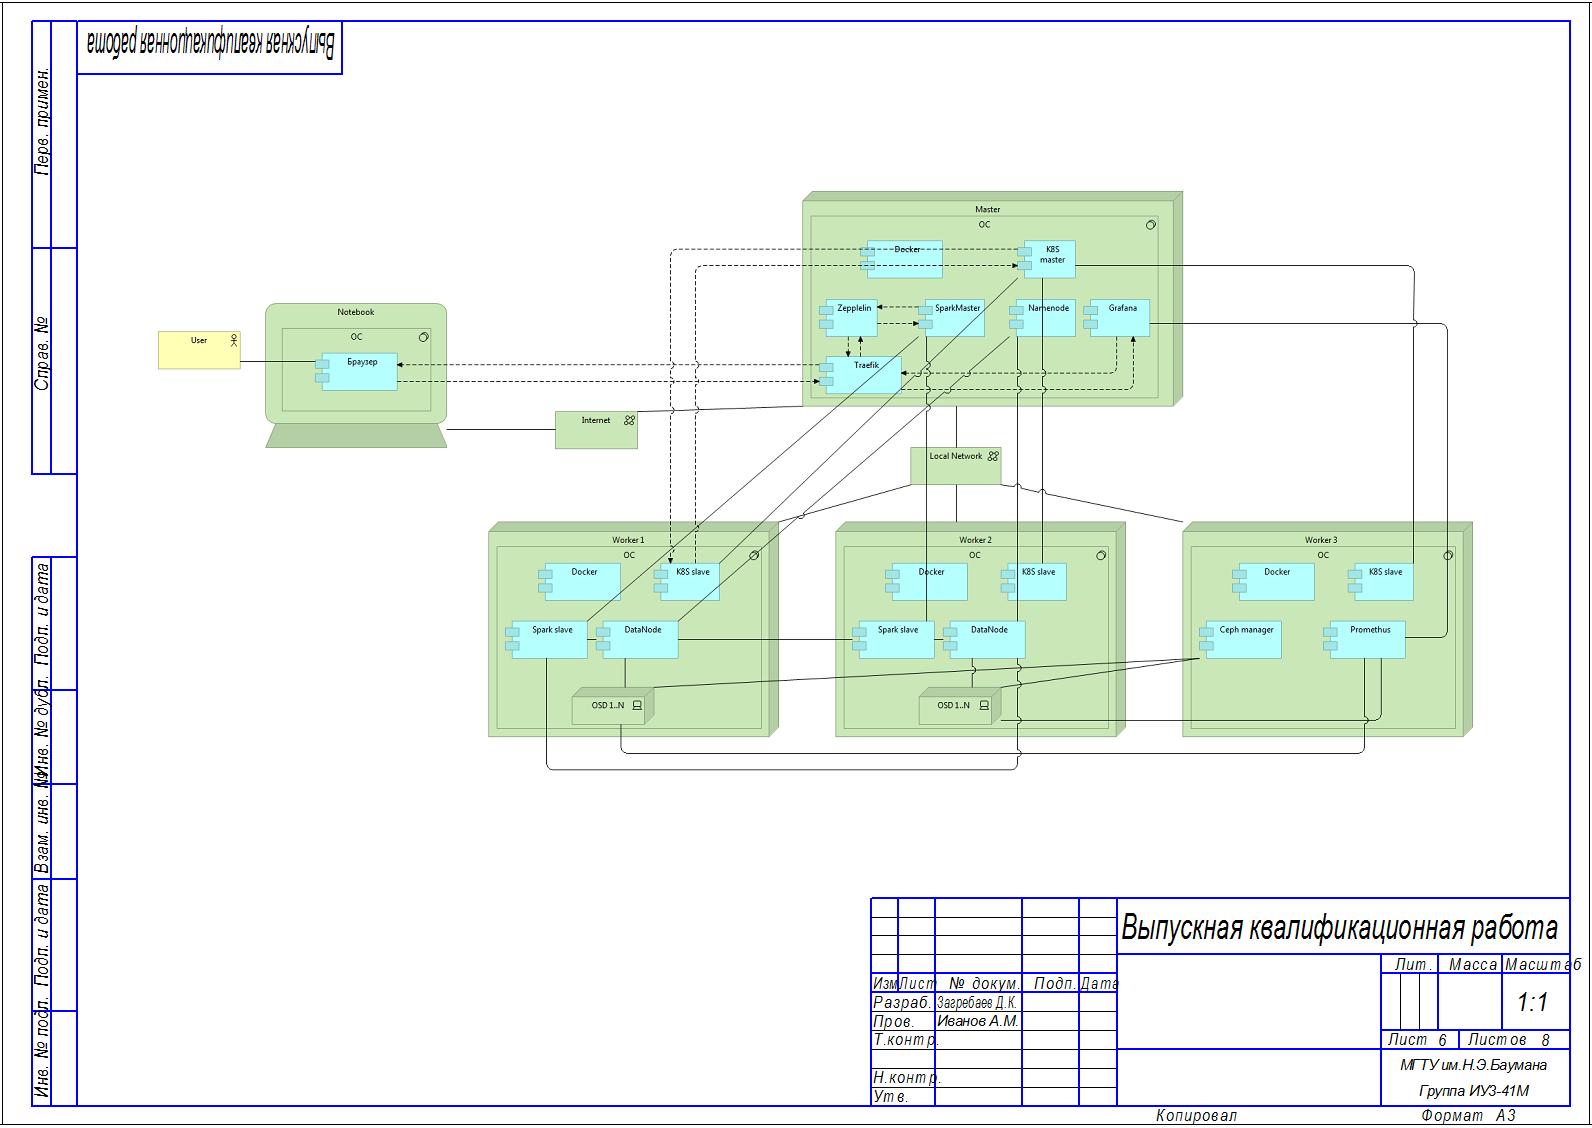 Выпускная квалификационная работа
Перв. примен.
Справ. №
Подп. и дата
Инв. № дубл.
Взам. инв. №
Подп. и дата
Инв. № подл.
User
Notebook
ОС
Браузер
Internet
Master
ОС
Docker
K8S
master
Zepplelin
SparkMaster
Namenode
Grafana
Traefik
Local Network
Worker 1
ОС
Docker
K8S slave
Spark slave
DataNode
OSD 1..N
Worker 2
ОС
Docker
K8S slave
Spark slave
DataNode
OSD 1..N
Worker 3
ОС
Docker
K8S slave
Ceph manager
Promethus
Выпускная квалификационная работа
Лит. Масса Масштаб
1:1
Изм Лист № докум. Подп. Дата
Разраб. Загребаев Д.К.
Пров. Иванов А.М.
Т.контр.
Лист 6 Листов 8
МГТУ им.Н.Э.Баумана
Группа ИУ3-41М
Н.контр.
Утв.
Копировал Формат А3